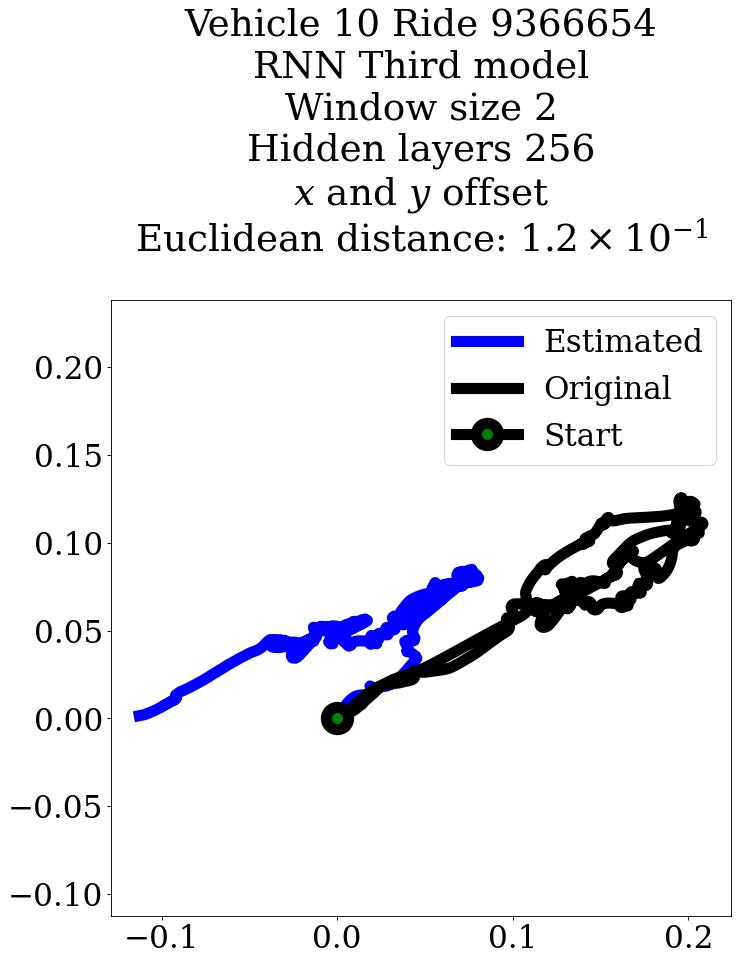 Vehicle 10 Ride 9366654
RNN Third model
Window size 2
Hidden layers 256
x and y offset
Euclidean distance: 1.2 × 10⁻¹
Estimated
Original
Start
0.20
0.15
0.10
0.05
0.00
−0.05
−0.10
−0.1 0.0 0.1 0.2